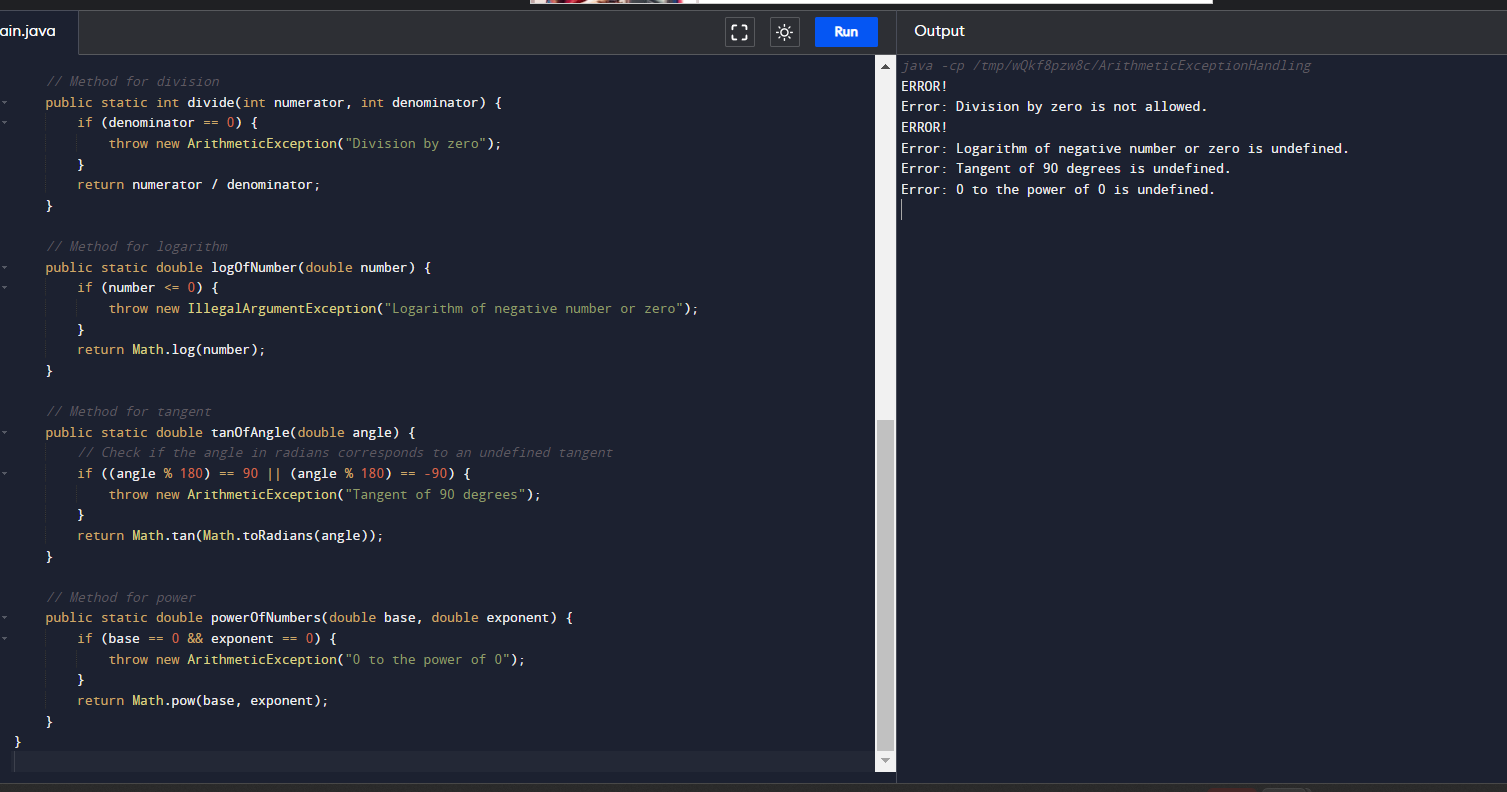 ain.java
Run
// Method for division
public static int divide(int numerator, int denominator) {
if (denominator == 0) {
throw new ArithmeticException("Division by zero");
}
return numerator / denominator;
}
// Method for logarithm
public static double logOfNumber(double number) {
if (number <= 0) {
throw new IllegalArgumentException("Logarithm of negative number or zero");
}
return Math.log(number);
}
// Method for tangent
public static double tanOfAngle(double angle) {
// Check if the angle in radians corresponds to an undefined tangent
if ((angle % 180) == 90 || (angle % 180) == -90) {
throw new ArithmeticException("Tangent of 90 degrees");
}
return Math.tan(Math.toRadians(angle));
}
// Method for power
public static double powerOfNumbers(double base, double exponent) {
if (base == 0 && exponent == 0) {
throw new ArithmeticException("0 to the power of 0");
}
return Math.pow(base, exponent);
}
}
Output
java -cp /tmp/wQkf8pzw8c/ArithmeticExceptionHandling
ERROR!
Error: Division by zero is not allowed.
ERROR!
Error: Logarithm of negative number or zero is undefined.
Error: Tangent of 90 degrees is undefined.
Error: 0 to the power of 0 is undefined.